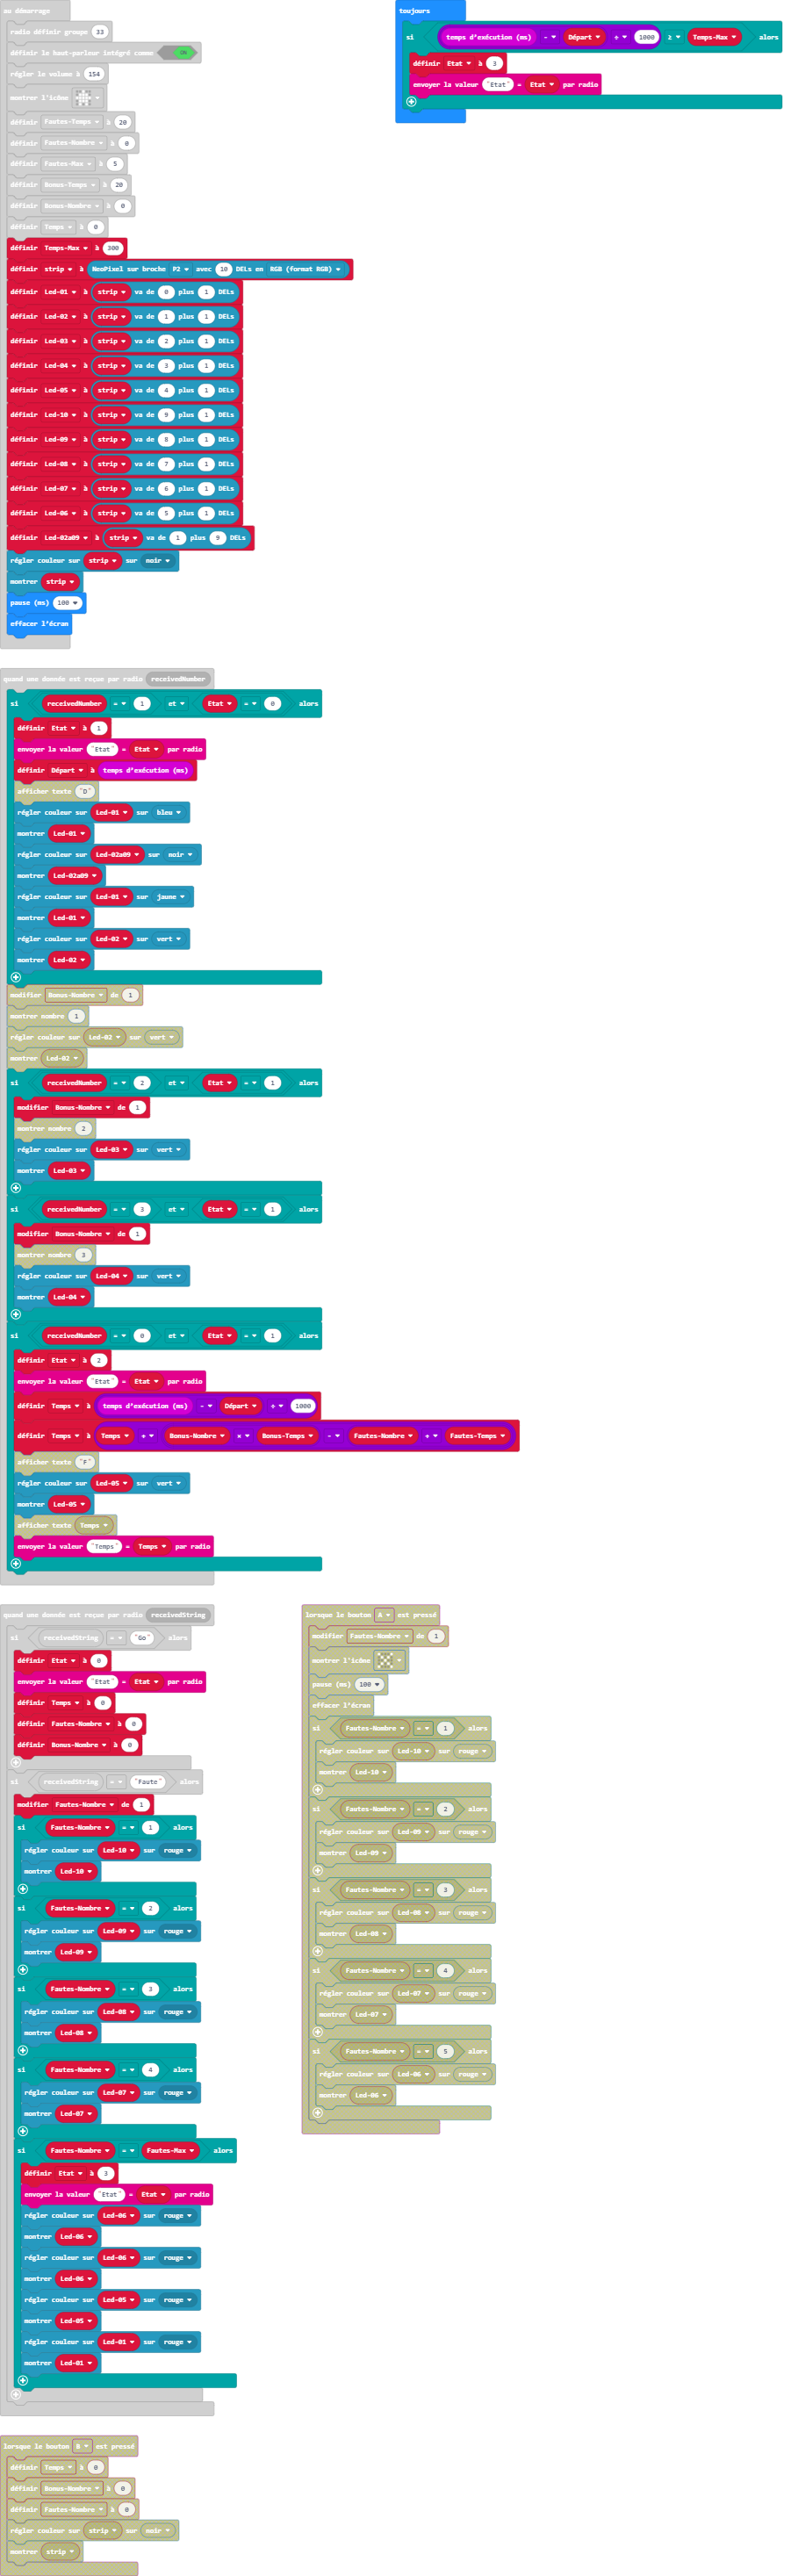 au démarrage
radio définir groupe 33
définir le haut-parleur intégré comme ON
régler le volume à 154
montrer l'icône
définir Fautes-Temps à 20
définir Fautes-Nombre à 0
définir Fautes-Max à 5
définir Bonus-Temps à 20
définir Bonus-Nombre à 0
définir Temps à 0
définir Temps-Max à 300
définir strip à NeoPixel sur broche P2 avec 10 DELs en RGB (format RGB)
définir Led-01 à strip va de 0 plus 1 DELs
définir Led-02 à strip va de 1 plus 1 DELs
définir Led-03 à strip va de 2 plus 1 DELs
définir Led-04 à strip va de 3 plus 1 DELs
définir Led-05 à strip va de 4 plus 1 DELs
définir Led-10 à strip va de 9 plus 1 DELs
définir Led-09 à strip va de 8 plus 1 DELs
définir Led-08 à strip va de 7 plus 1 DELs
définir Led-07 à strip va de 6 plus 1 DELs
définir Led-06 à strip va de 5 plus 1 DELs
définir Led-02a09 à strip va de 1 plus 9 DELs
régler couleur sur strip sur noir
montrer strip
pause (ms) 100
effacer l'écran
toujours
si temps d'exécution (ms) - Départ ÷ 1000 ≥ Temps-Max alors
définir Etat à 3
envoyer la valeur "Etat" = Etat par radio
quand une donnée est reçue par radio receivedNumber
si receivedNumber = 1 et Etat = 0 alors
définir Etat à 1
envoyer la valeur "Etat" = Etat par radio
définir Départ à temps d'exécution (ms)
afficher texte "D"
régler couleur sur Led-01 sur bleu
montrer Led-01
régler couleur sur Led-02a09 sur noir
montrer Led-02a09
régler couleur sur Led-01 sur jaune
montrer Led-01
régler couleur sur Led-02 sur vert
montrer Led-02
modifier Bonus-Nombre de 1
montrer nombre 1
régler couleur sur Led-02 sur vert
montrer Led-02
si receivedNumber = 2 et Etat = 1 alors
modifier Bonus-Nombre de 1
montrer nombre 2
régler couleur sur Led-03 sur vert
montrer Led-03
si receivedNumber = 3 et Etat = 1 alors
modifier Bonus-Nombre de 1
montrer nombre 3
régler couleur sur Led-04 sur vert
montrer Led-04
si receivedNumber = 0 et Etat = 1 alors
définir Etat à 2
envoyer la valeur "Etat" = Etat par radio
définir Temps à temps d'exécution (ms) - Départ ÷ 1000
définir Temps à Temps + Bonus-Nombre × Bonus-Temps - Fautes-Nombre + Fautes-Temps
afficher texte "F"
régler couleur sur Led-05 sur vert
montrer Led-05
afficher texte Temps
envoyer la valeur "Temps" = Temps par radio
quand une donnée est reçue par radio receivedString
si receivedString = "Go" alors
définir Etat à 0
envoyer la valeur "Etat" = Etat par radio
définir Temps à 0
définir Fautes-Nombre à 0
définir Bonus-Nombre à 0
si receivedString = "Faute" alors
modifier Fautes-Nombre de 1
si Fautes-Nombre = 1 alors
régler couleur sur Led-10 sur rouge
montrer Led-10
si Fautes-Nombre = 2 alors
régler couleur sur Led-09 sur rouge
montrer Led-09
si Fautes-Nombre = 3 alors
régler couleur sur Led-08 sur rouge
montrer Led-08
si Fautes-Nombre = 4 alors
régler couleur sur Led-07 sur rouge
montrer Led-07
si Fautes-Nombre = Fautes-Max alors
définir Etat à 3
envoyer la valeur "Etat" = Etat par radio
régler couleur sur Led-06 sur rouge
montrer Led-06
régler couleur sur Led-06 sur rouge
montrer Led-06
régler couleur sur Led-05 sur rouge
montrer Led-05
régler couleur sur Led-01 sur rouge
montrer Led-01
lorsque le bouton A est pressé
modifier Fautes-Nombre de 1
montrer l'icône
pause (ms) 100
effacer l'écran
si Fautes-Nombre = 1 alors
régler couleur sur Led-10 sur rouge
montrer Led-10
si Fautes-Nombre = 2 alors
régler couleur sur Led-09 sur rouge
montrer Led-09
si Fautes-Nombre = 3 alors
régler couleur sur Led-08 sur rouge
montrer Led-08
si Fautes-Nombre = 4 alors
régler couleur sur Led-07 sur rouge
montrer Led-07
si Fautes-Nombre = 5 alors
régler couleur sur Led-06 sur rouge
montrer Led-06
lorsque le bouton B est pressé
définir Temps à 0
définir Bonus-Nombre à 0
définir Fautes-Nombre à 0
régler couleur sur strip sur noir
montrer strip